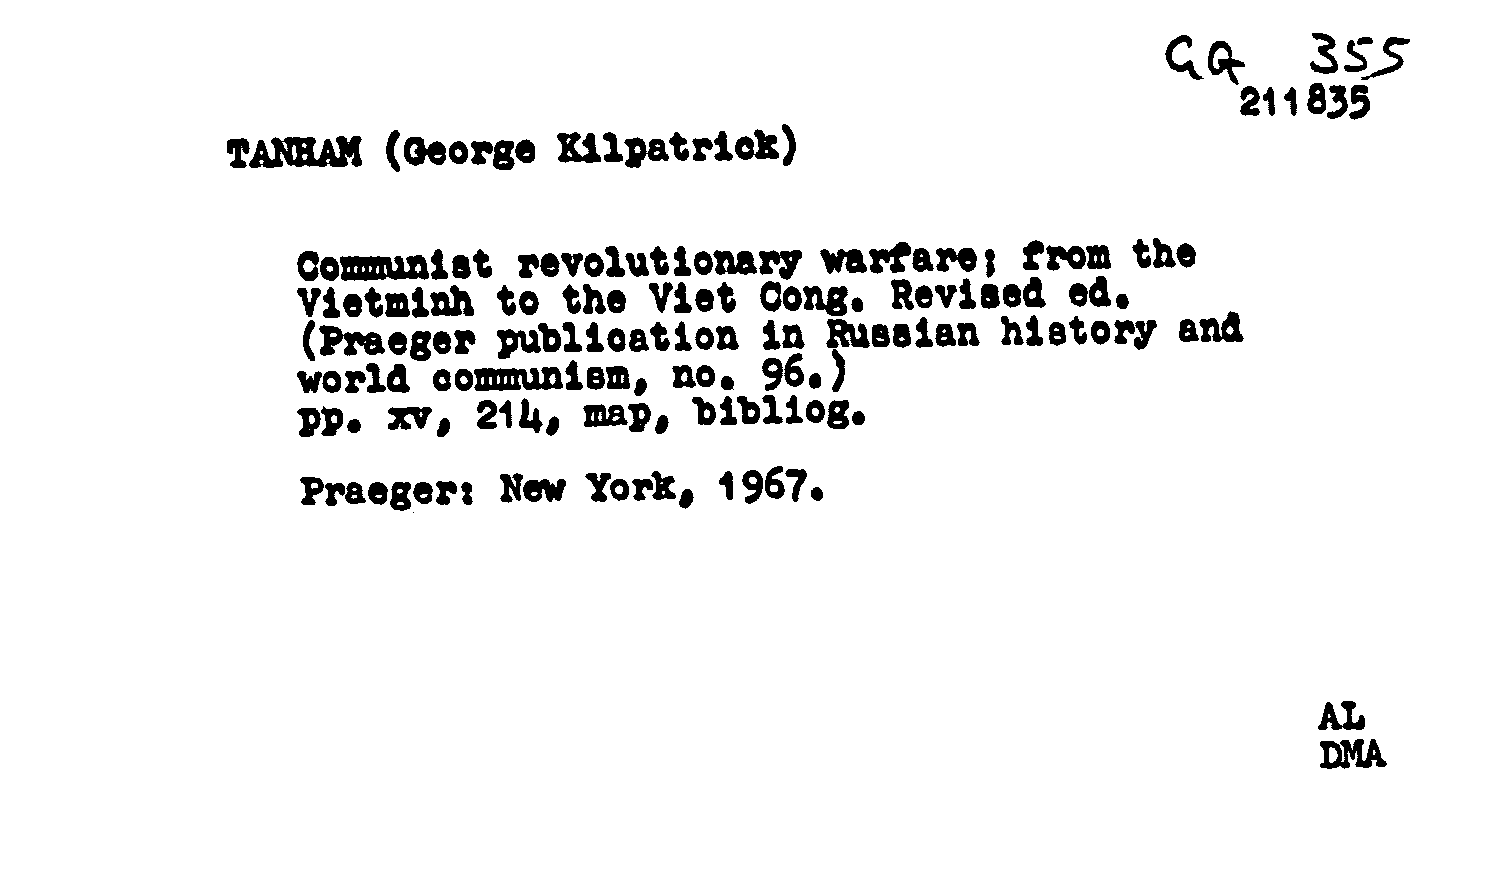 GQ 355
211835
TANHAM (George Kilpatrick)
Communist revolutionary warfare; from the
Vietminh to the Viet Cong. Revised ed.
(Praeger publication in Russian history and
world communism, no. 96.)
pp. xv, 214, map, bibliog.
Praeger: New York, 1967.
AL
DMA